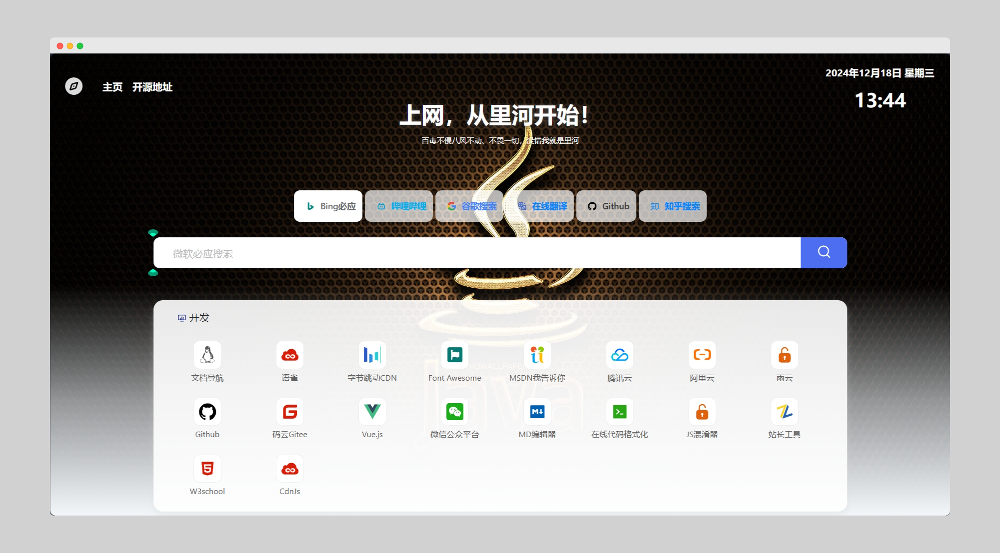 主页 开源地址
2024年12月18日 星期三
13:44
上网，从里河开始！
百毒不侵八风不动、不畏一切，没错我就是里河
Bing必应 哔哩哔哩 谷歌搜索 在线翻译 Github 知 知乎搜索
微软必应搜索
开发
文档导航 语雀 字节跳动CDN Font Awesome MSDN我告诉你 腾讯云 阿里云 雨云
Github 码云Gitee Vue.js 微信公众平台 MD编辑器 在线代码格式化 JS混淆器 站长工具
W3school CdnJs
Java